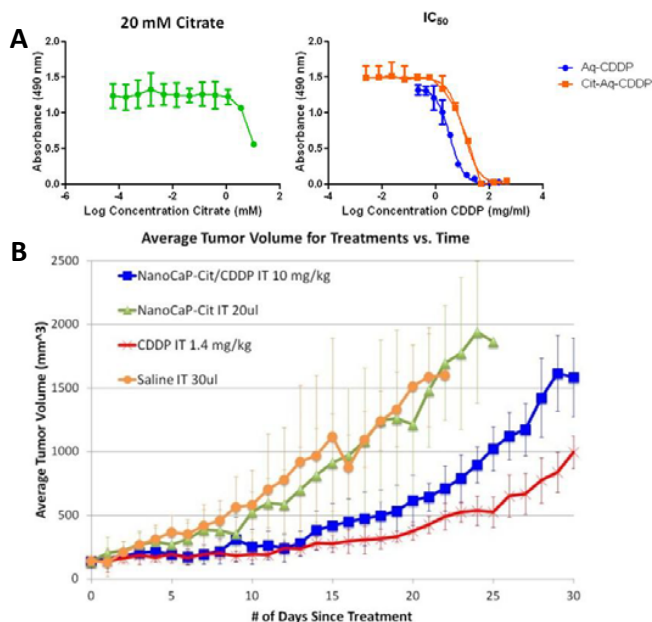 A
20 mM Citrate
Absorbance (490 nm)
2.0
1.5
1.0
0.5
0.0
-6 -4 -2 0 2
Log Concentration Citrate (mM)
IC50
Absorbance (490 nm)
2.0
1.5
1.0
0.5
0.0
-4 -2 0 2 4
Log Concentration CDDP (mg/ml)
Aq-CDDP
Cit-Aq-CDDP
B
Average Tumor Volume for Treatments vs. Time
Average Tumor Volume (mm^3)
2500
2000
1500
1000
500
0
NanoCaP-Cit/CDDP IT 10 mg/kg
NanoCaP-Cit IT 20ul
CDDP IT 1.4 mg/kg
Saline IT 30ul
0 5 10 15 20 25 30
# of Days Since Treatment